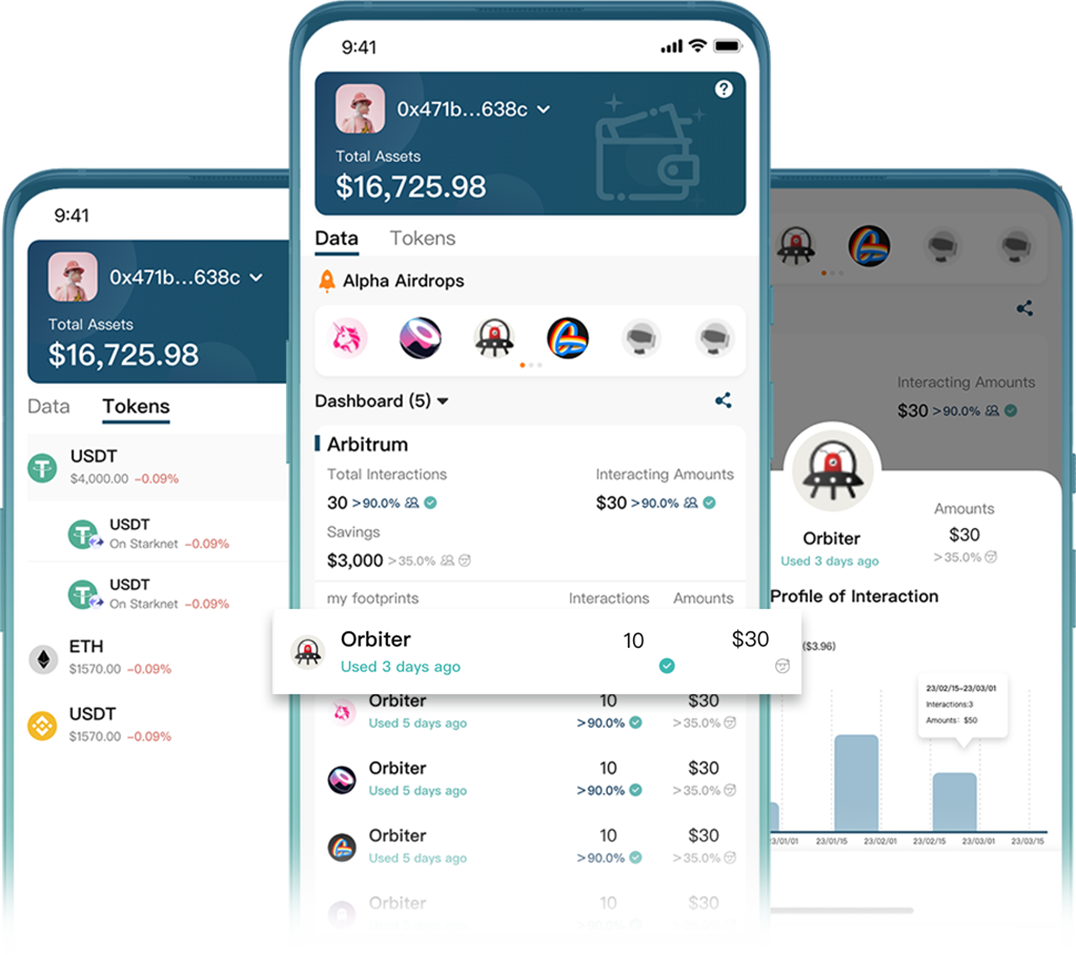 9:41
0x471b...638c
Total Assets
$16,725.98
Data Tokens
USDT
$4,000.00 -0.09%
USDT
On Starknet -0.09%
USDT
On Starknet -0.09%
ETH
$1570.00 -0.09%
USDT
$1570.00 -0.09%
9:41
0x471b...638c
?
Total Assets
$16,725.98
Data Tokens
Alpha Airdrops
Dashboard (5)
Arbitrum
Total Interactions Interacting Amounts
30 >90.0% $30 >90.0%
Savings
$3,000 >35.0%
my footprints Interactions Amounts
Orbiter 10 $30
Used 3 days ago
Orbiter 10 $30
Used 5 days ago >90.0% >35.0%
Orbiter 10 $30
Used 5 days ago >90.0% >35.0%
Orbiter 10 $30
Used 5 days ago >90.0% >35.0%
Orbiter 10 $30
>90.0% >35.0%
Interacting Amounts
$30 >90.0%
Orbiter
Used 3 days ago
Amounts
$30
>35.0%
Profile of Interaction
($3.96)
23/02/15-23/03/01
Interactions:3
Amounts: $50
3/01/01 23/01/15 23/02/01 23/02/15 23/03/01 23/03/15